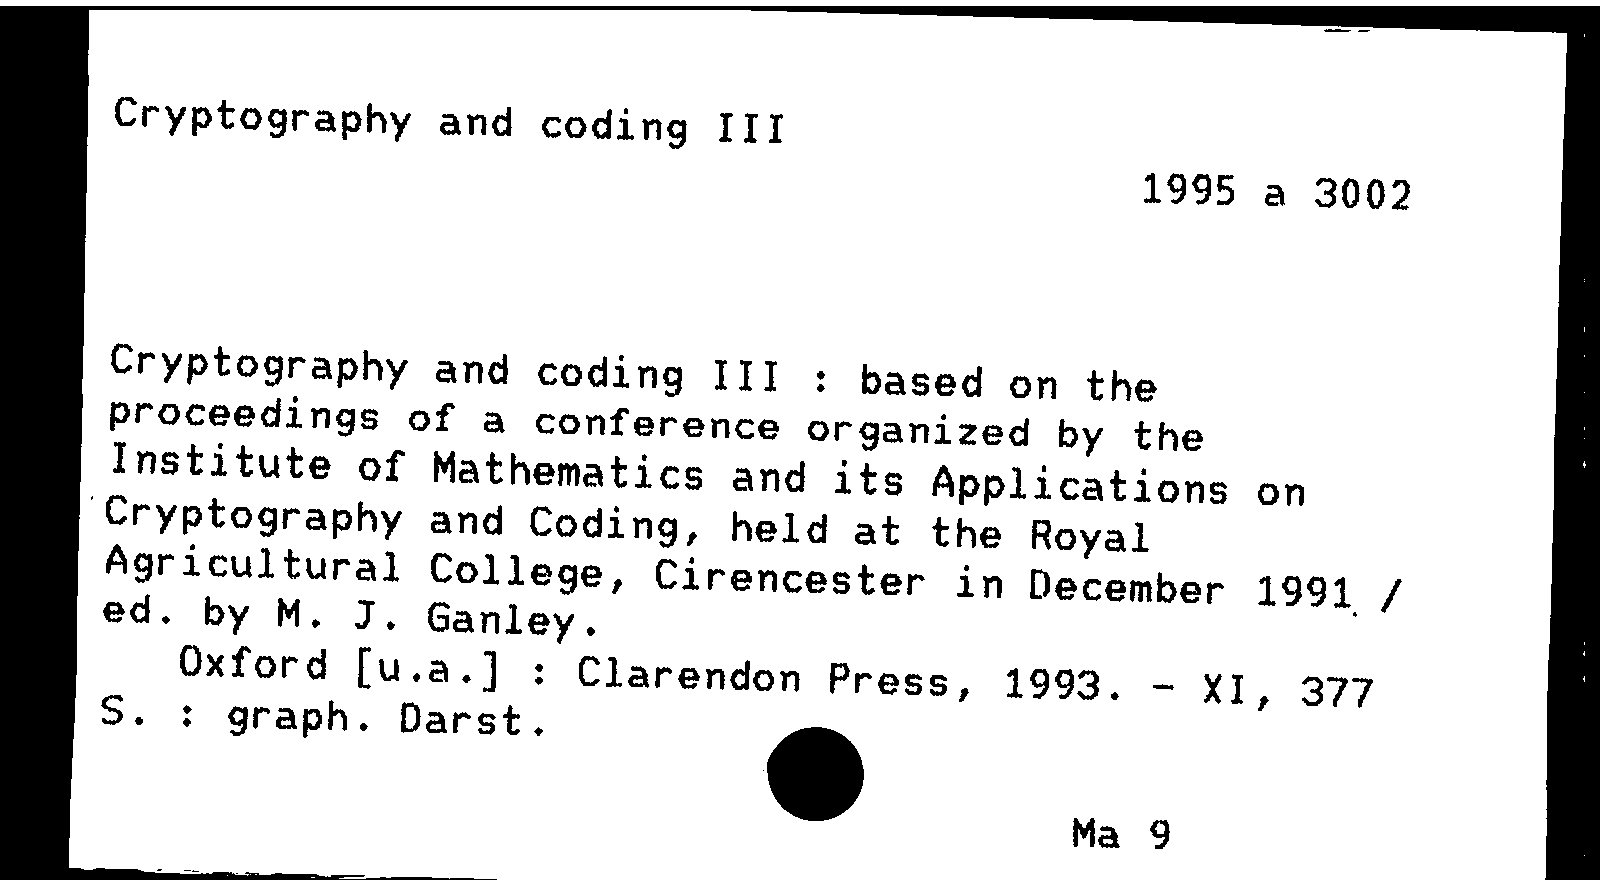 Cryptography and coding III
1995 a 3002
Cryptography and coding III : based on the
proceedings of a conference organized by the
Institute of Mathematics and its Applications on
Cryptography and Coding, held at the Royal
Agricultural College, Cirencester in December 1991 /
ed. by M. J. Ganley.
Oxford [u.a.] : Clarendon Press, 1993. - XI, 377
S. : graph. Darst.
Ma 9